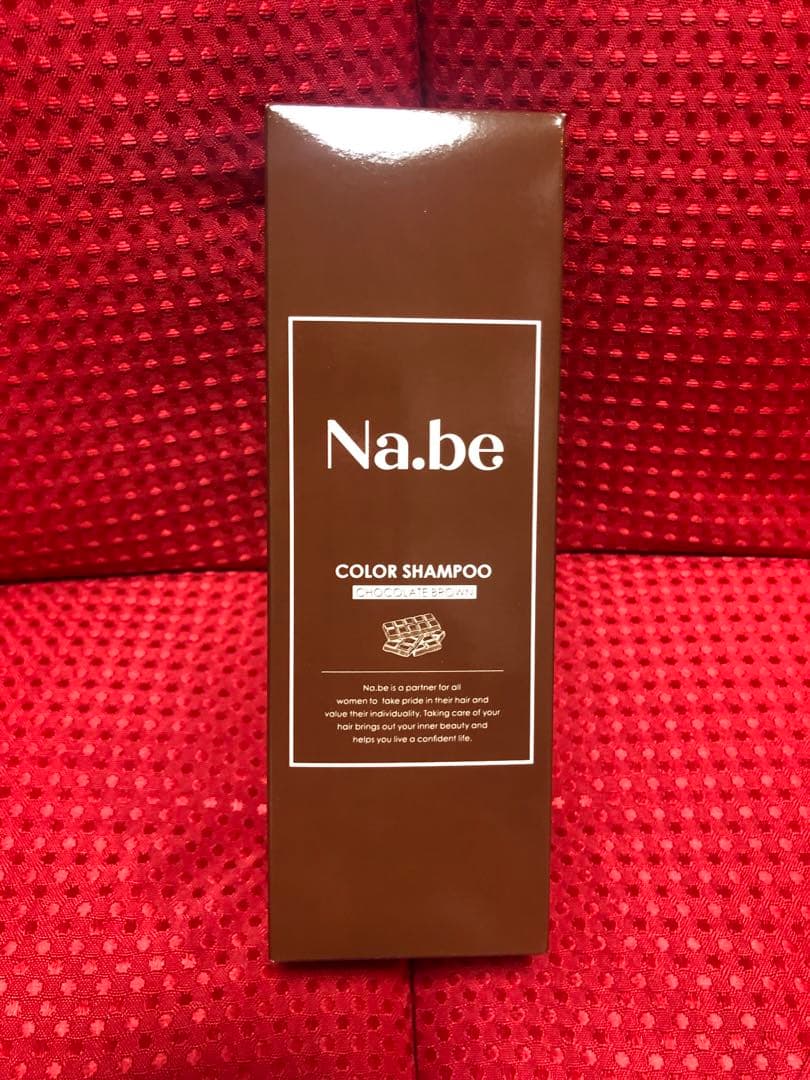 Na.be
COLOR SHAMPOO
CHOCOLATE BROWN
Na.be is a partner for all
women to take pride in their hair and
value their individuality. Taking care of your
hair brings out your inner beauty and
helps you live a confident life.